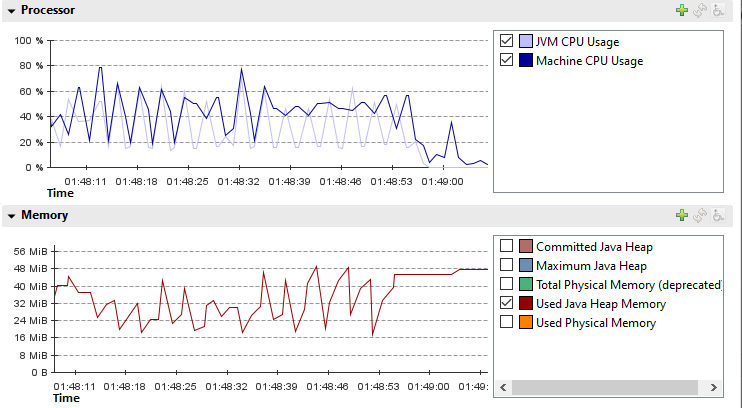 Processor
100 %
80 %
60 %
40 %
20 %
0 %
01:48:11 01:48:18 01:48:25 01:48:32 01:48:39 01:48:46 01:48:53 01:49:00
Time
JVM CPU Usage
Machine CPU Usage
Memory
56 MiB
48 MiB
40 MiB
32 MiB
24 MiB
16 MiB
8 MiB
0 B
01:48:11 01:48:18 01:48:25 01:48:32 01:48:39 01:48:46 01:48:53 01:49:00 01:49:
Time
Committed Java Heap
Maximum Java Heap
Total Physical Memory (deprecated)
Used Java Heap Memory
Used Physical Memory